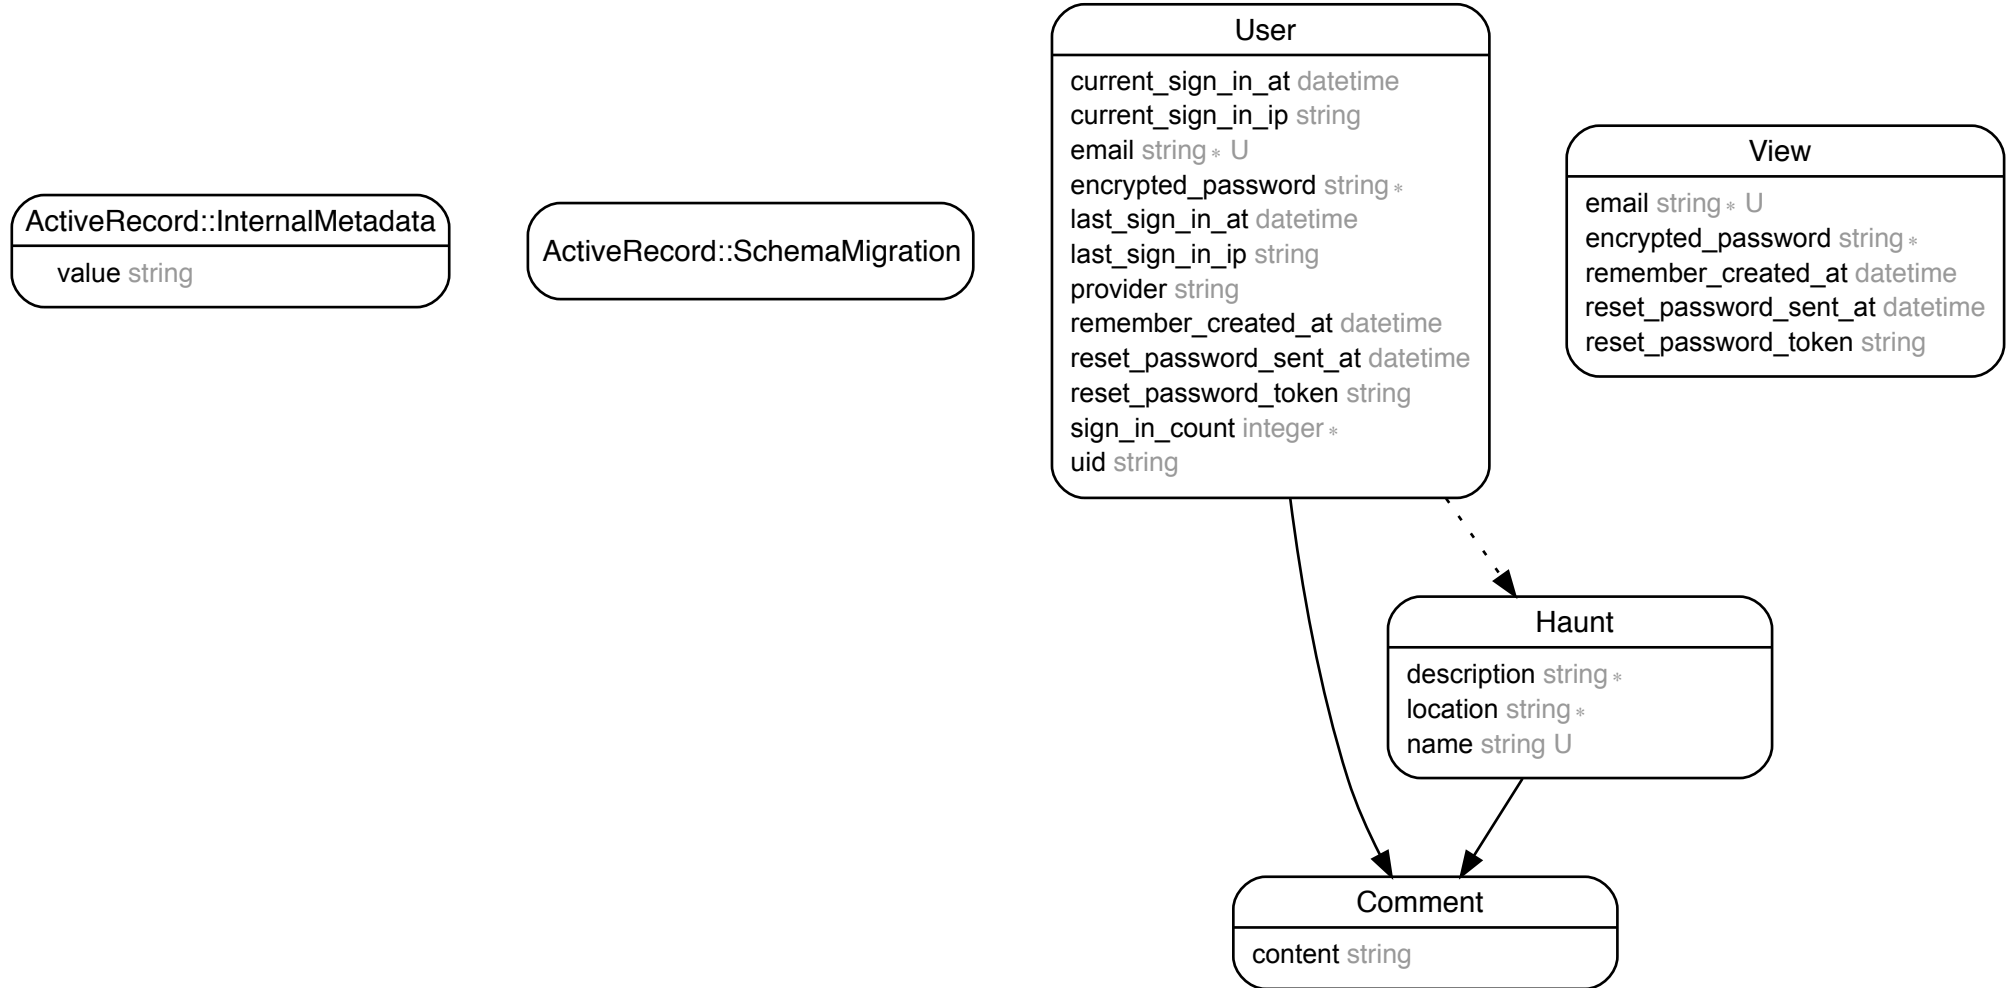 ActiveRecord::InternalMetadata
value string
ActiveRecord::SchemaMigration
User
current_sign_in_at datetime
current_sign_in_ip string
email string * U
encrypted_password string *
last_sign_in_at datetime
last_sign_in_ip string
provider string
remember_created_at datetime
reset_password_sent_at datetime
reset_password_token string
sign_in_count integer *
uid string
View
email string * U
encrypted_password string *
remember_created_at datetime
reset_password_sent_at datetime
reset_password_token string
Haunt
description string *
location string *
name string U
Comment
content string